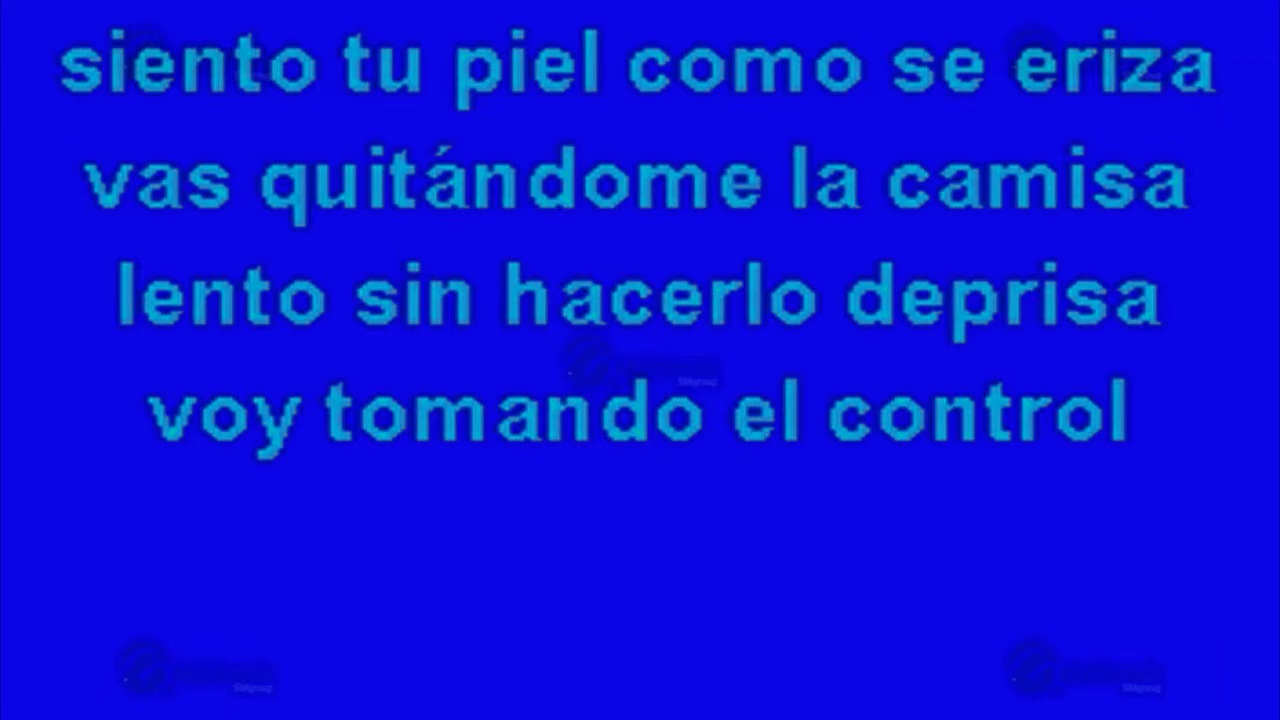 siento tu piel como se eriza
vas quitándome la camisa
lento sin hacerlo deprisa
voy tomando el control